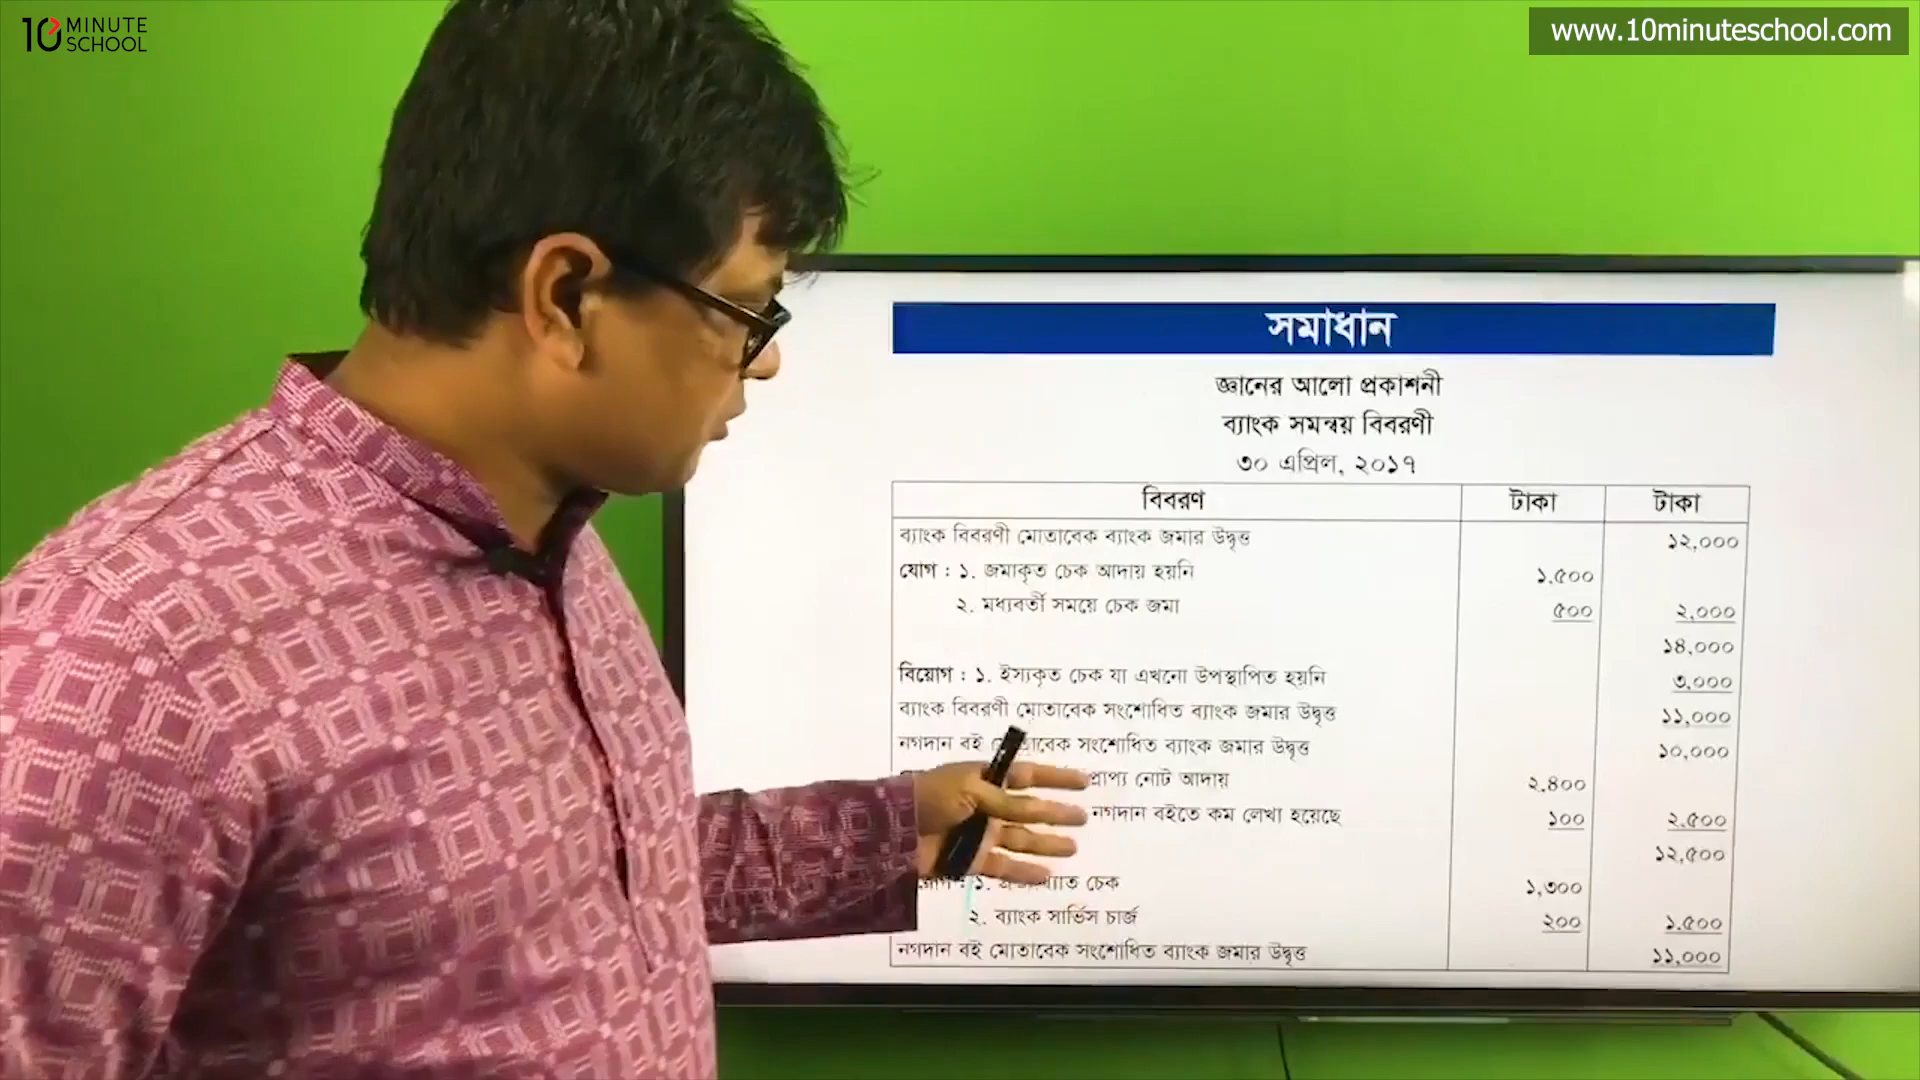 10 MINUTE SCHOOL
www.10minuteschool.com
সমাধান
জ্ঞানের আলো প্রকাশনী
ব্যাংক সমন্বয় বিবরণী
৩০ এপ্রিল, ২০১৭
বিবরণ টাকা টাকা
ব্যাংক বিবরণী মোতাবেক ব্যাংক জমার উদ্বৃত্ত ১২,০০০
যোগ : ১. জমাকৃত চেক আদায় হয়নি ১,৫০০
২. মধ্যবর্তী সময়ে চেক জমা ৫০০ ২,০০০
১৪,০০০
বিয়োগ : ১. ইস্যুকৃত চেক যা এখনো উপস্থাপিত হয়নি ৩,০০০
ব্যাংক বিবরণী মোতাবেক সংশোধিত ব্যাংক জমার উদ্বৃত্ত ১১,০০০
নগদান বই মোতাবেক সংশোধিত ব্যাংক জমার উদ্বৃত্ত ১০,০০০
প্রাপ্য নোট আদায় ২,৪০০
নগদান বইতে কম লেখা হয়েছে ১০০ ২,৫০০
১২,৫০০
১. চেক ১,৩০০
২. ব্যাংক সার্ভিস চার্জ ২০০ ১,৫০০
নগদান বই মোতাবেক সংশোধিত ব্যাংক জমার উদ্বৃত্ত ১১,০০০